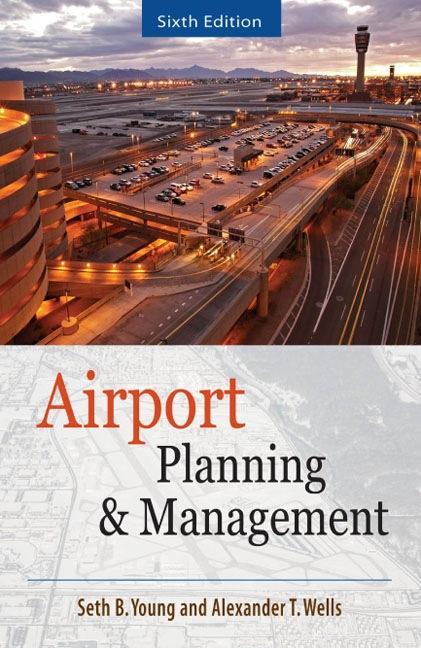 Sixth Edition
Airport
Planning
& Management
Seth B. Young and Alexander T. Wells